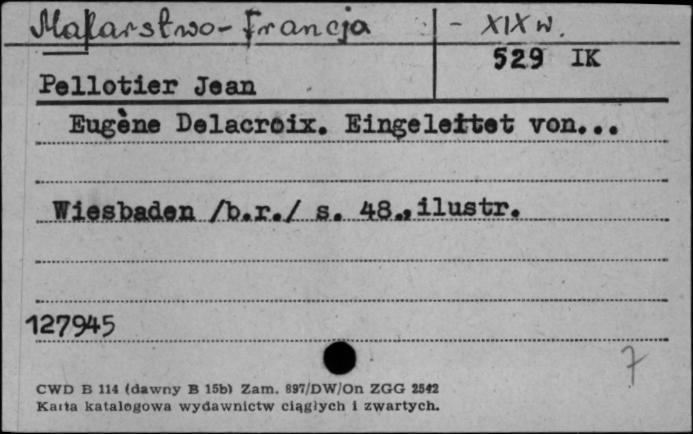 Malarstwo - Francja - XIX w.
529 IK
Pellotier Jean
Eugène Delacroix. Eingeleitet von...
Wiesbaden /b.r./ s. 48., ilustr.
127945
7
CWD B 114 (dawny B 15b) Zam. 897/DW/On ZGG 2542
Karta katalogowa wydawnictw ciągłych i zwartych.